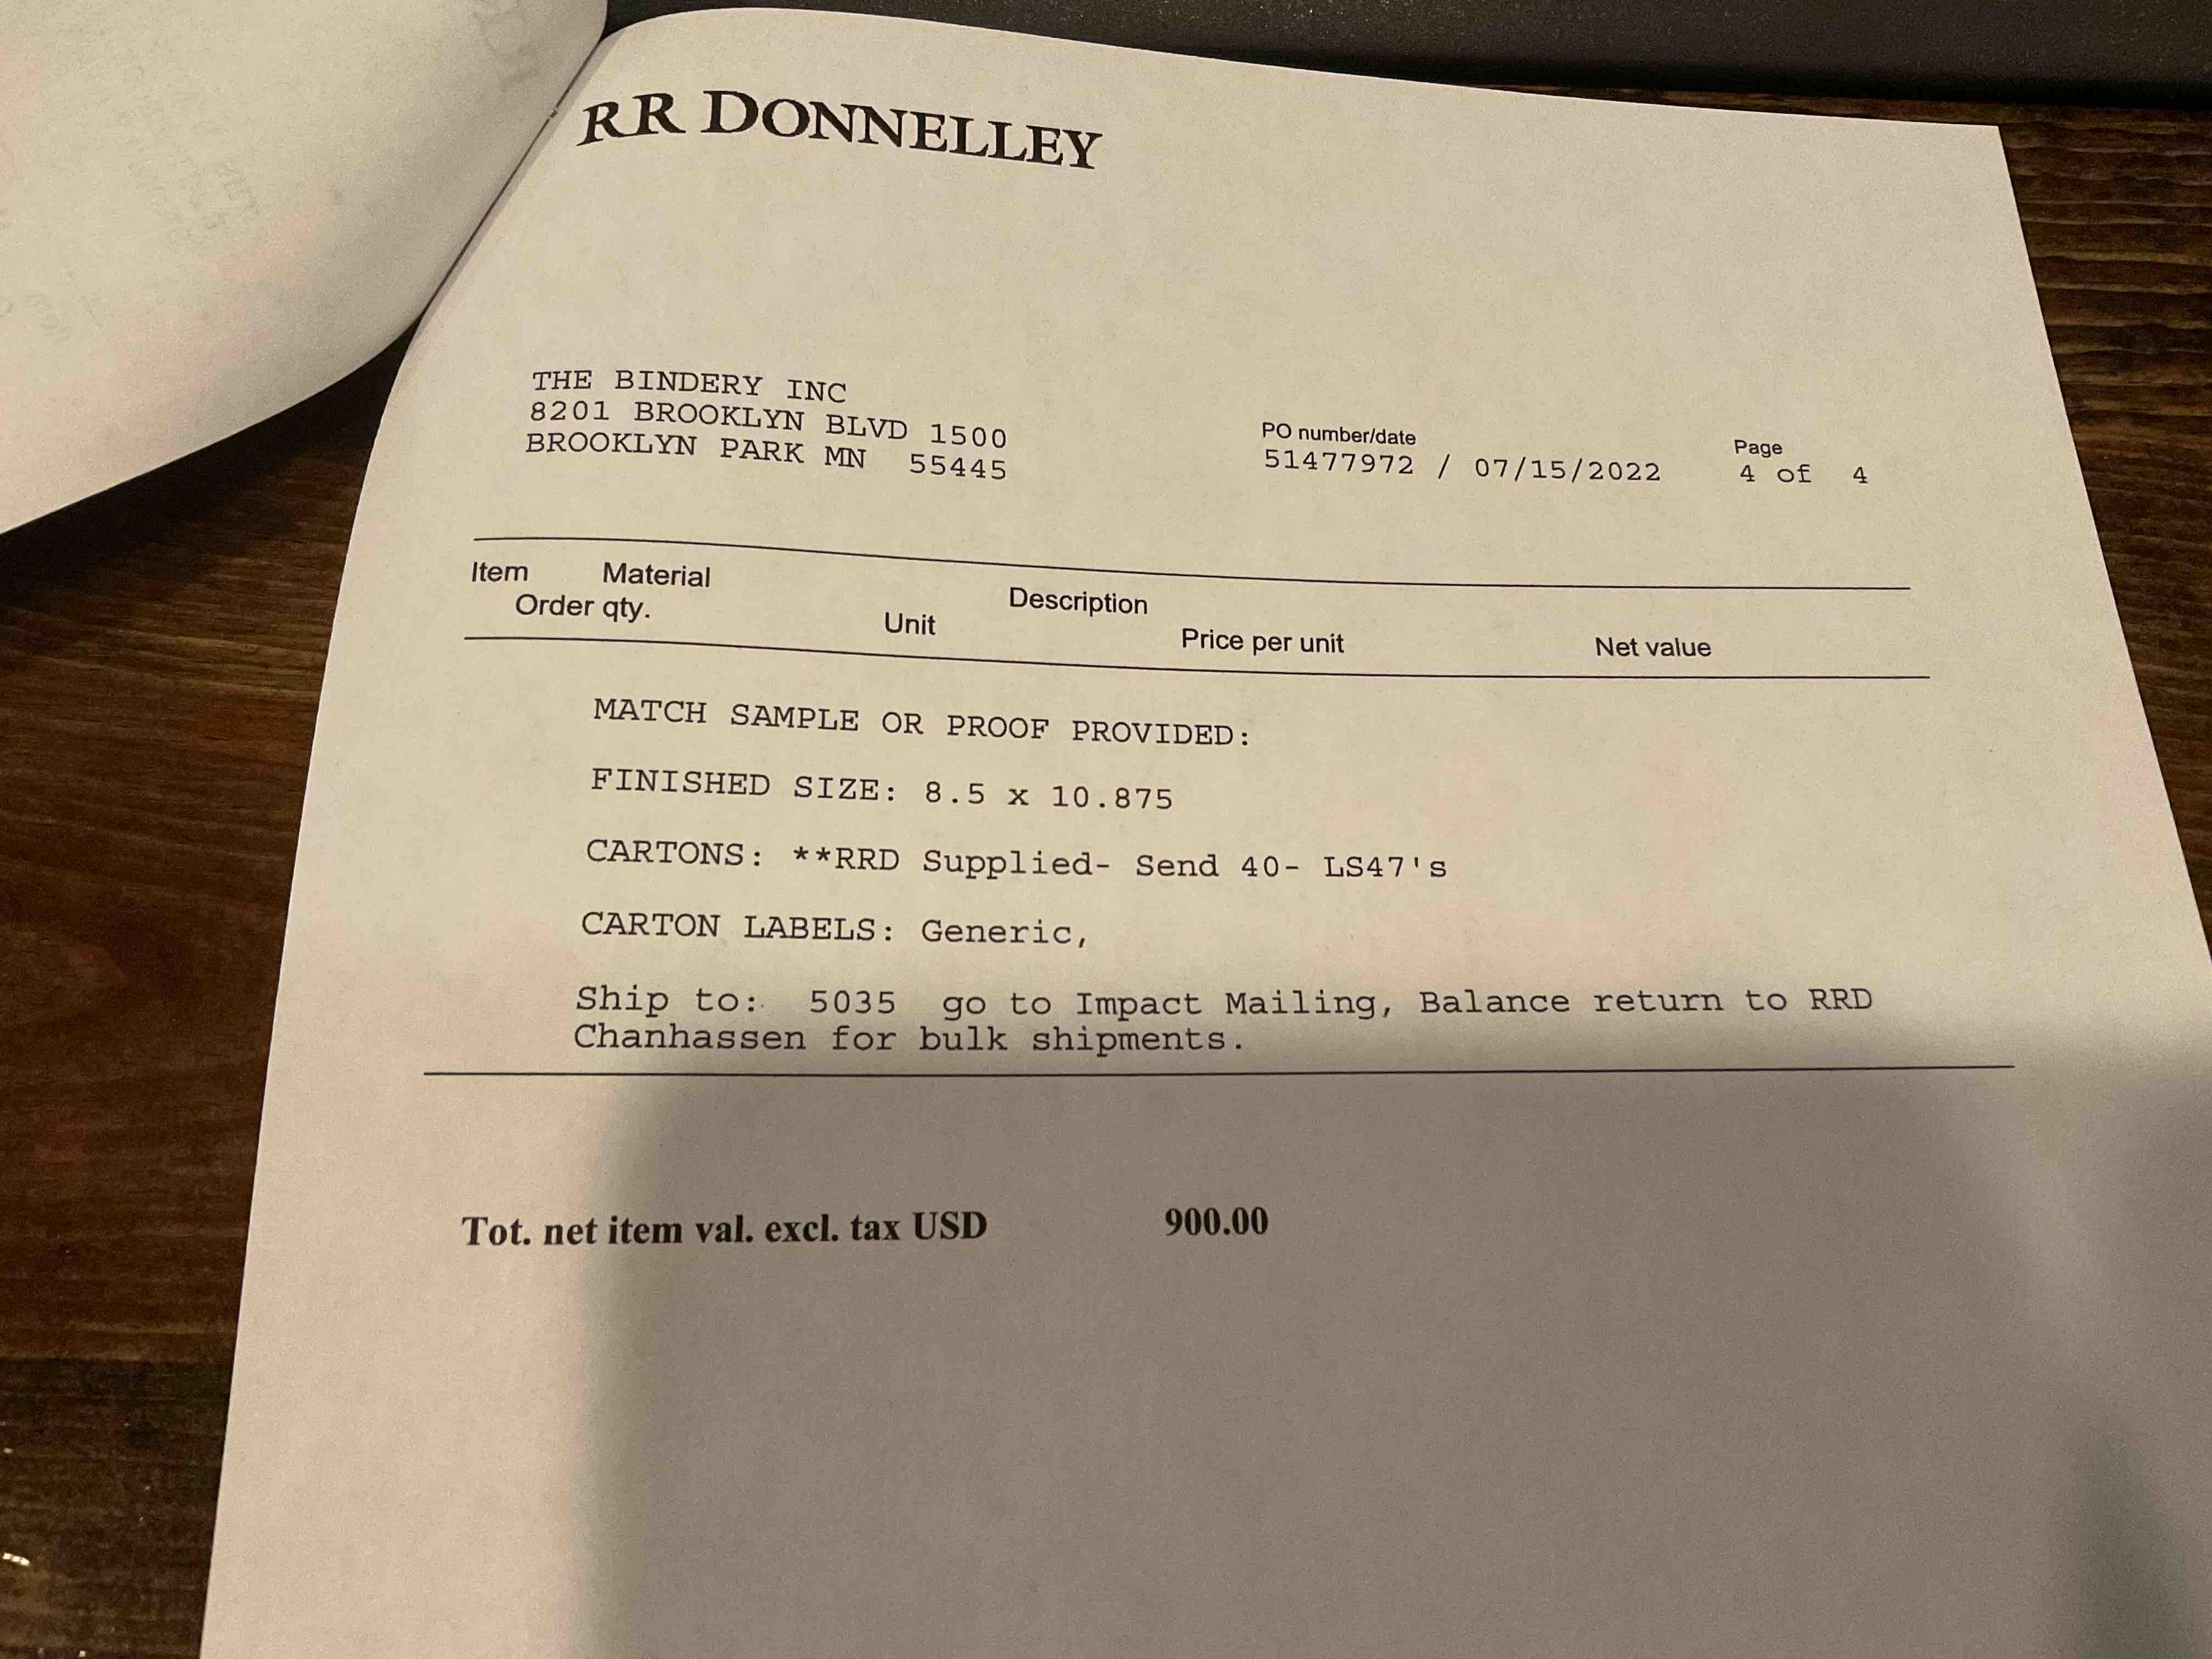 RR DONNELLEY
THE BINDERY INC
8201 BROOKLYN BLVD 1500
BROOKLYN PARK MN 55445
PO number/date
51477972 / 07/15/2022
Page
4 of 4
Item Material Description
Order qty. Unit Price per unit Net value
MATCH SAMPLE OR PROOF PROVIDED:
FINISHED SIZE: 8.5 x 10.875
CARTONS: **RRD Supplied- Send 40- LS47's
CARTON LABELS: Generic,
Ship to: 5035 go to Impact Mailing, Balance return to RRD
Chanhassen for bulk shipments.
Tot. net item val. excl. tax USD 900.00